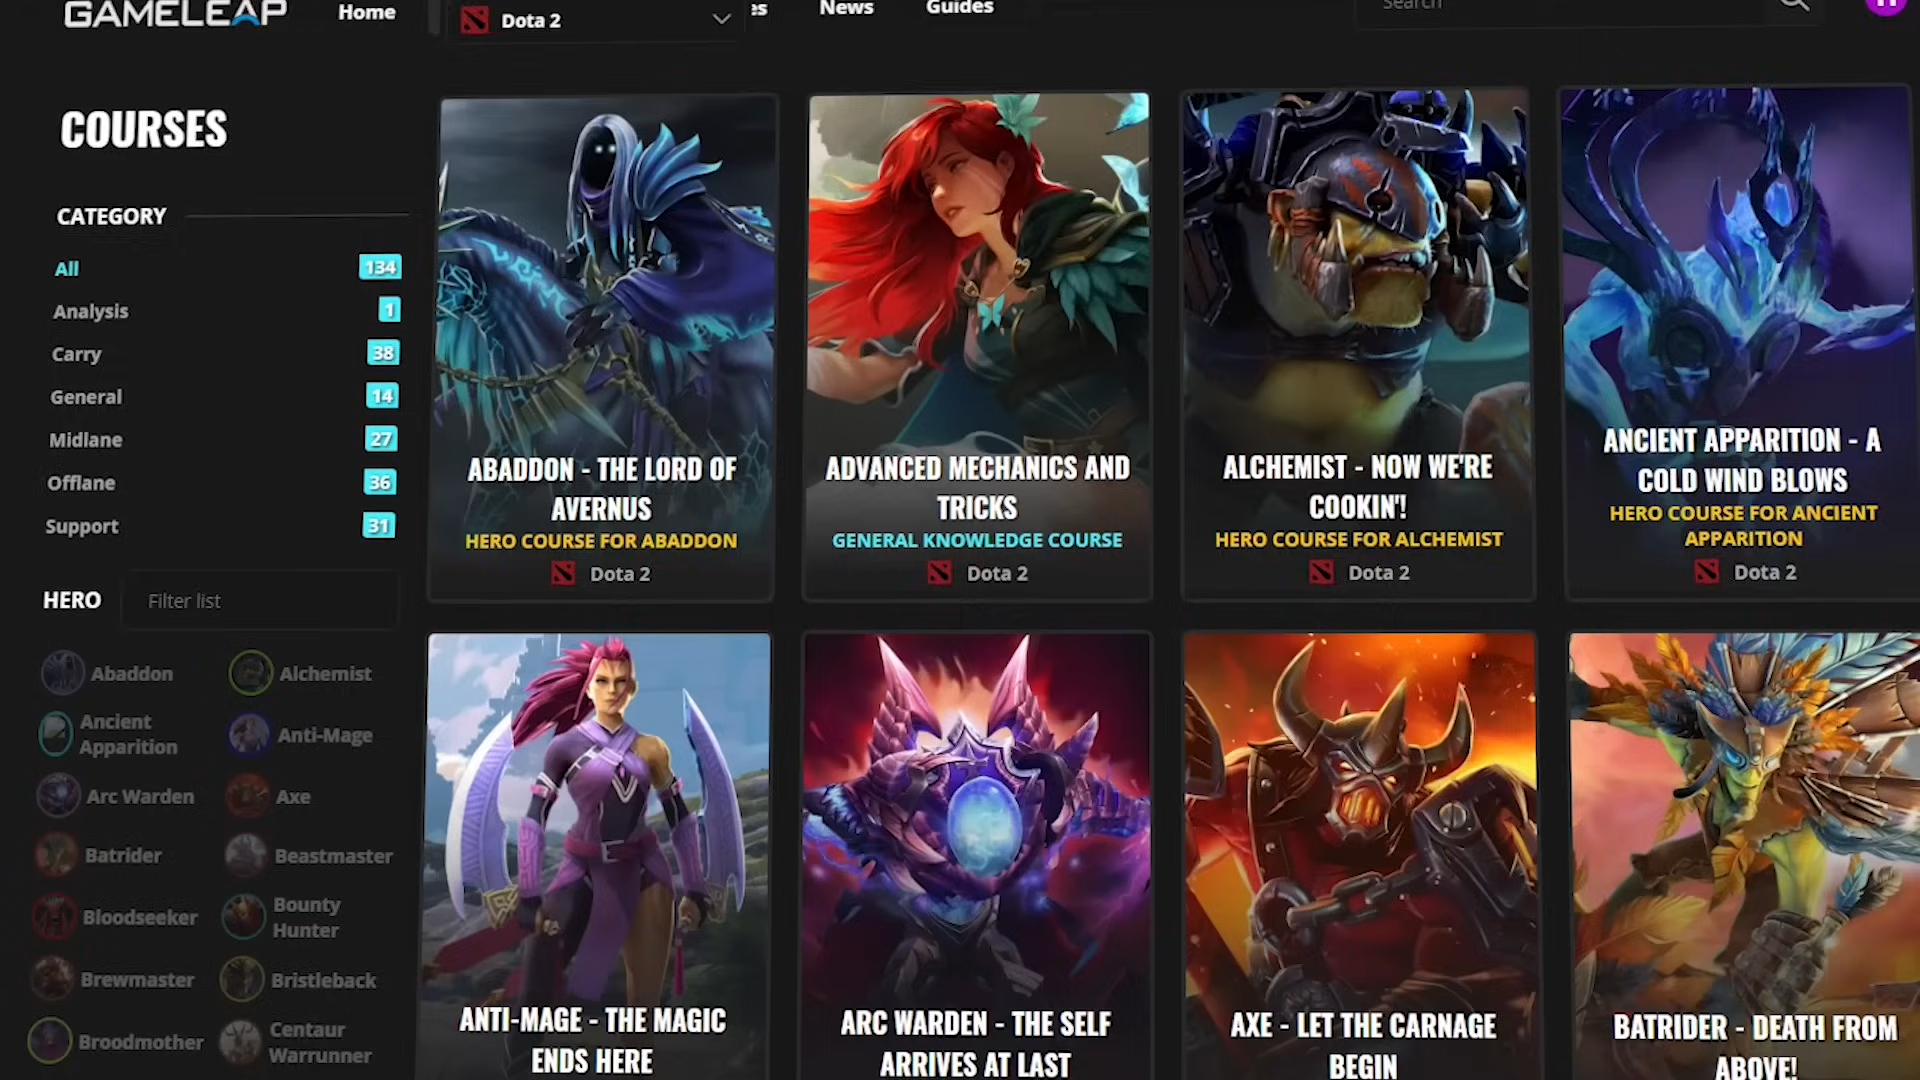 GAMELEAP
Home
Dota 2
es
News
Guides
Search
COURSES
CATEGORY
All 134
Analysis 1
Carry 38
General 14
Midlane 27
Offlane 36
Support 31
HERO
Filter list
Abaddon
Alchemist
Ancient
Apparition
Anti-Mage
Arc Warden
Axe
Batrider
Beastmaster
Bloodseeker
Bounty
Hunter
Brewmaster
Bristleback
Broodmother
Centaur
Warrunner
ABADDON - THE LORD OF
AVERNUS
HERO COURSE FOR ABADDON
Dota 2
ADVANCED MECHANICS AND
TRICKS
GENERAL KNOWLEDGE COURSE
Dota 2
ALCHEMIST - NOW WE'RE
COOKIN'!
HERO COURSE FOR ALCHEMIST
Dota 2
ANCIENT APPARITION - A
COLD WIND BLOWS
HERO COURSE FOR ANCIENT
APPARITION
Dota 2
ANTI-MAGE - THE MAGIC
ENDS HERE
ARC WARDEN - THE SELF
ARRIVES AT LAST
AXE - LET THE CARNAGE
BEGIN
BATRIDER - DEATH FROM
ABOVE!